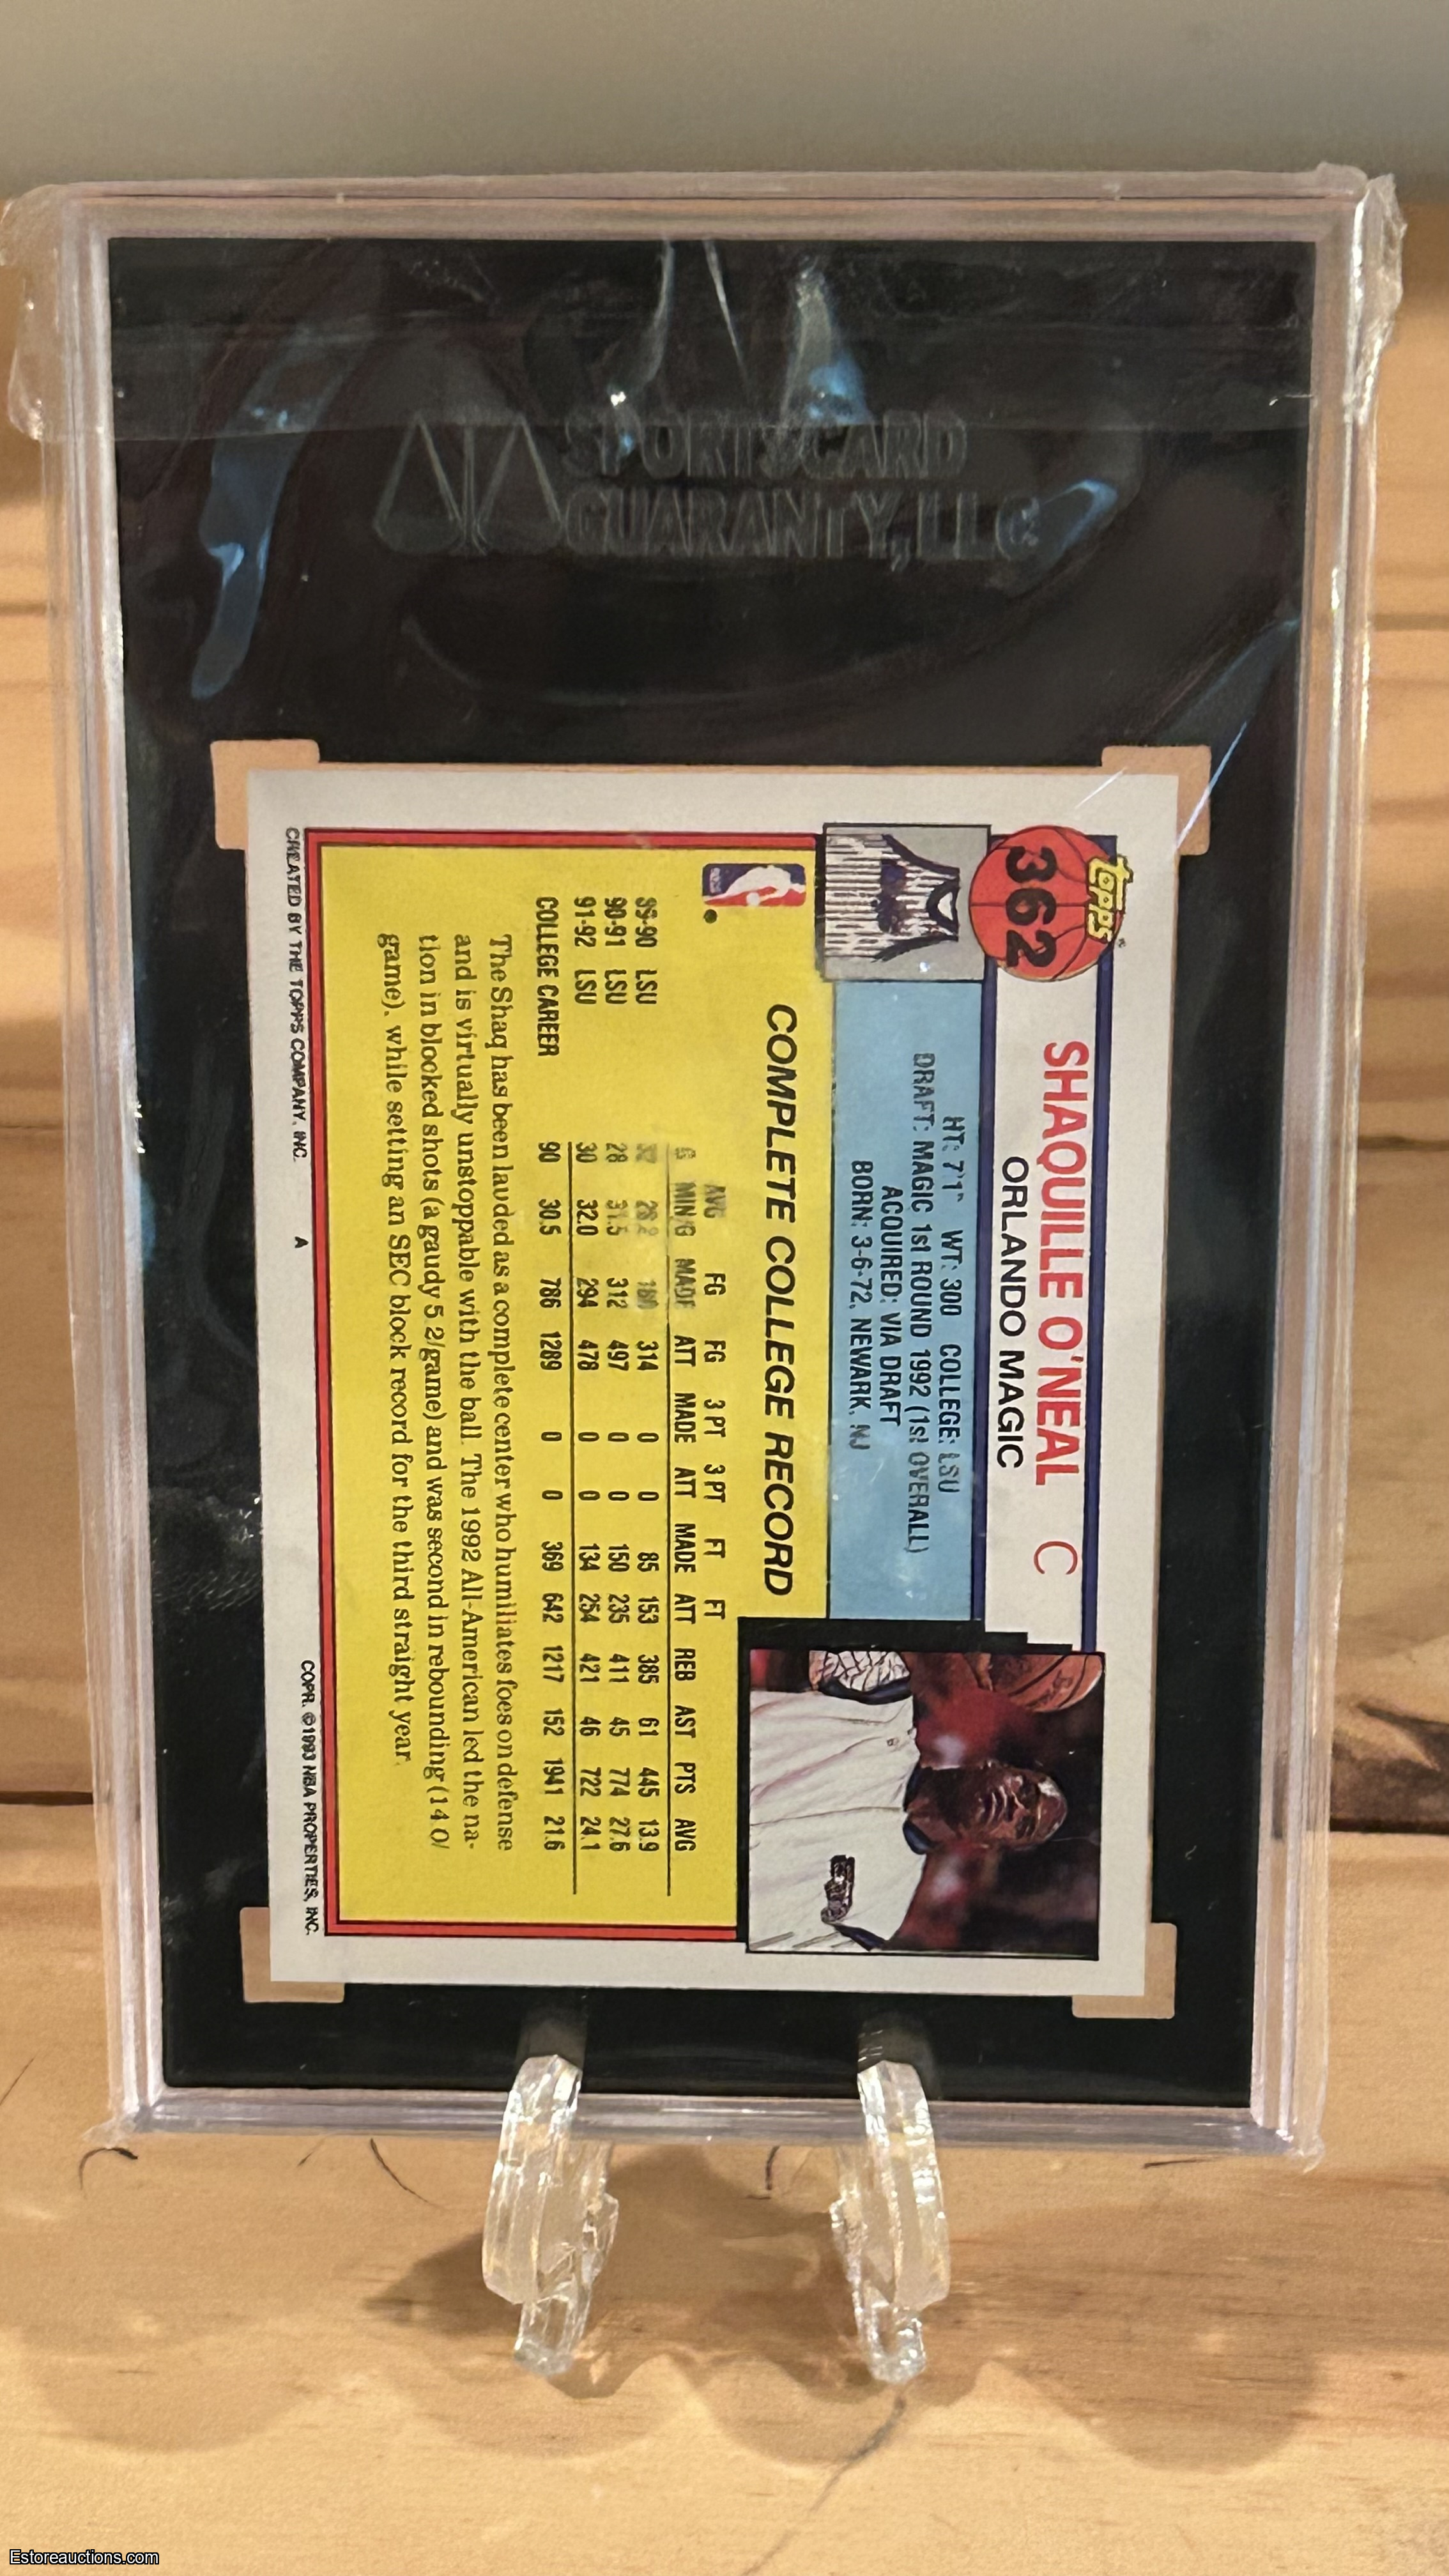 SPORTSCARD
GUARANTY, LLC
TOPPS®
362
SHAQUILLE O'NEAL C
ORLANDO MAGIC
HT: 7'1" WT: 300 COLLEGE: LSU
DRAFT: MAGIC 1st ROUND 1992 (1st OVERALL)
ACQUIRED: VIA DRAFT
BORN: 3-6-72, NEWARK, NJ
COMPLETE COLLEGE RECORD
AVG FG FG 3 PT 3 PT FT FT
G MIN/G MADE ATT MADE ATT MADE ATT REB AST PTS AVG
LSU 314 0 0 85 153 385 61 445 13.9
90-91 LSU 28 31.5 312 497 0 0 150 235 411 45 774 27.6
91-92 LSU 30 32.0 294 478 0 0 134 254 421 46 722 24.1
COLLEGE CAREER 90 30.5 786 1289 0 0 369 642 1217 152 1941 21.6
The Shaq has been lauded as a complete center who humiliates foes on defense
and is virtually unstoppable with the ball. The 1992 All-American led the na-
tion in blocked shots (a gaudy 5.2/game) and was second in rebounding (14.0/
game), while setting an SEC block record for the third straight year.
CREATED BY THE TOPPS COMPANY, INC. A COPR. ©1993 NBA PROPERTIES, INC.
Estoreauctions.com